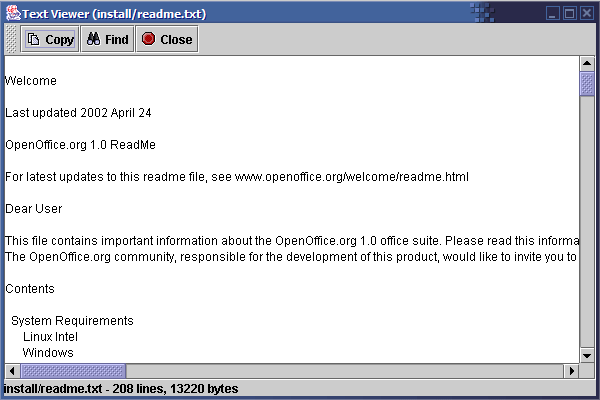 Text Viewer (install/readme.txt)
Copy Find Close
Welcome
Last updated 2002 April 24
OpenOffice.org 1.0 ReadMe
For latest updates to this readme file, see www.openoffice.org/welcome/readme.html
Dear User
This file contains important information about the OpenOffice.org 1.0 office suite. Please read this informa
The OpenOffice.org community, responsible for the development of this product, would like to invite you to
Contents
System Requirements
Linux Intel
Windows
install/readme.txt - 208 lines, 13220 bytes